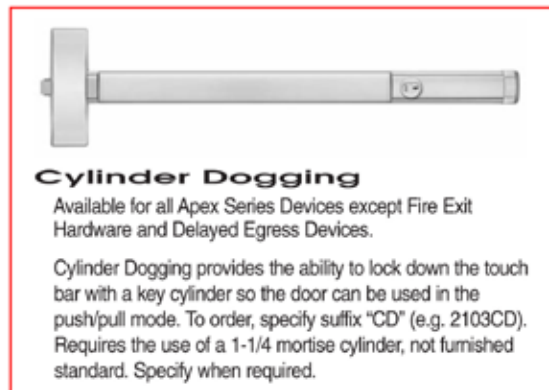 Cylinder Dogging
Available for all Apex Series Devices except Fire Exit
Hardware and Delayed Egress Devices.
Cylinder Dogging provides the ability to lock down the touch
bar with a key cylinder so the door can be used in the
push/pull mode. To order, specify suffix “CD” (e.g. 2103CD).
Requires the use of a 1-1/4 mortise cylinder, not furnished
standard. Specify when required.